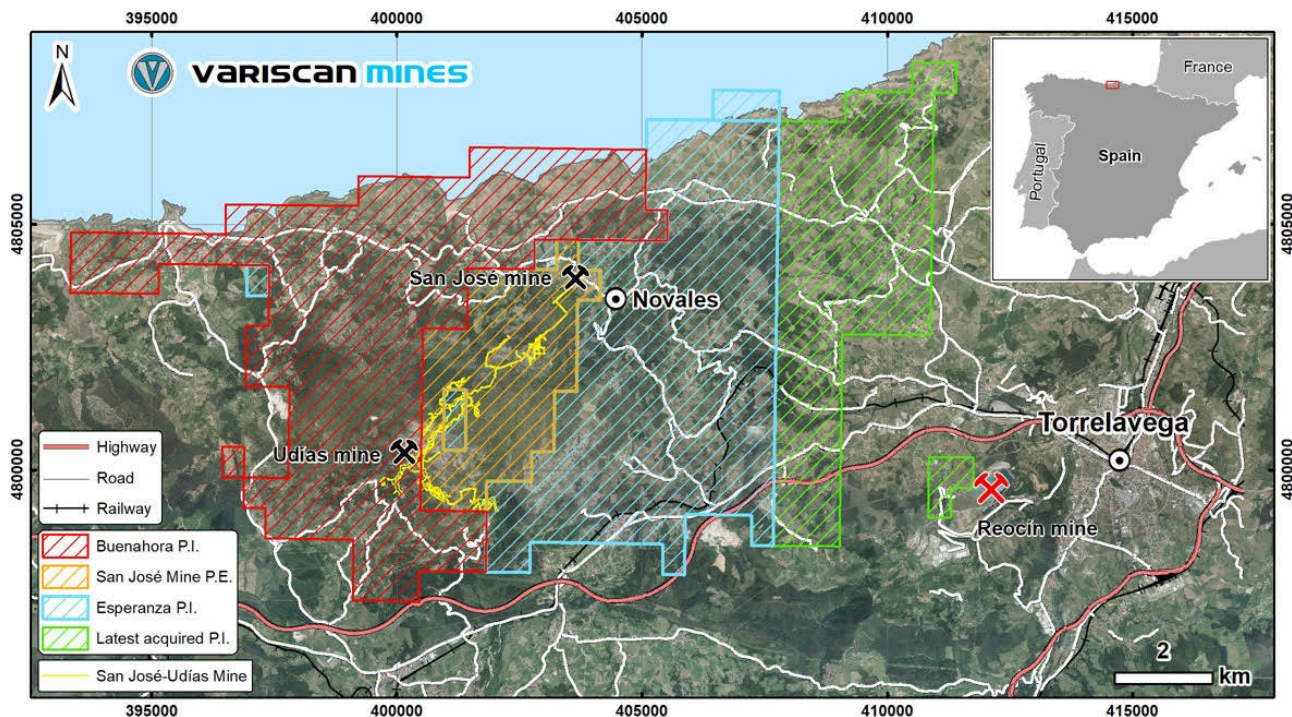 395000 400000 405000 410000 415000
N
VARISCAN MINES
France
Spain
Portugal
4805000
4805000
San José mine
Novales
Udías mine
Torrelavega
Reocín mine
4800000
4800000
Highway
Road
Railway
Buenahora P.I.
San José Mine P.E.
Esperanza P.I.
Latest acquired P.I.
San José-Udías Mine
2
km
395000 400000 405000 410000 415000